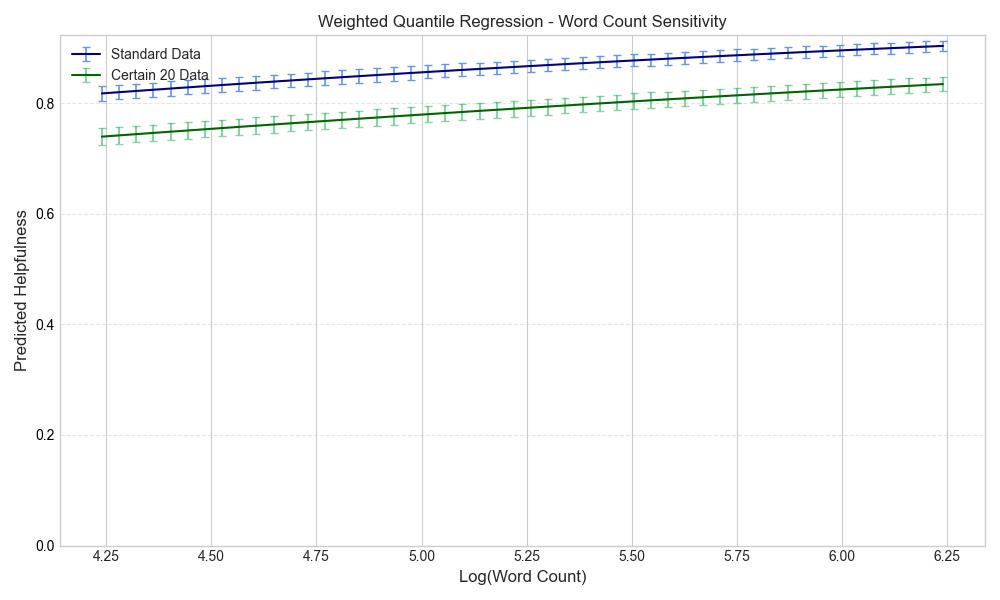 Weighted Quantile Regression - Word Count Sensitivity
Standard Data
Certain 20 Data
Predicted Helpfulness
0.8
0.6
0.4
0.2
0.0
4.25 4.50 4.75 5.00 5.25 5.50 5.75 6.00 6.25
Log(Word Count)